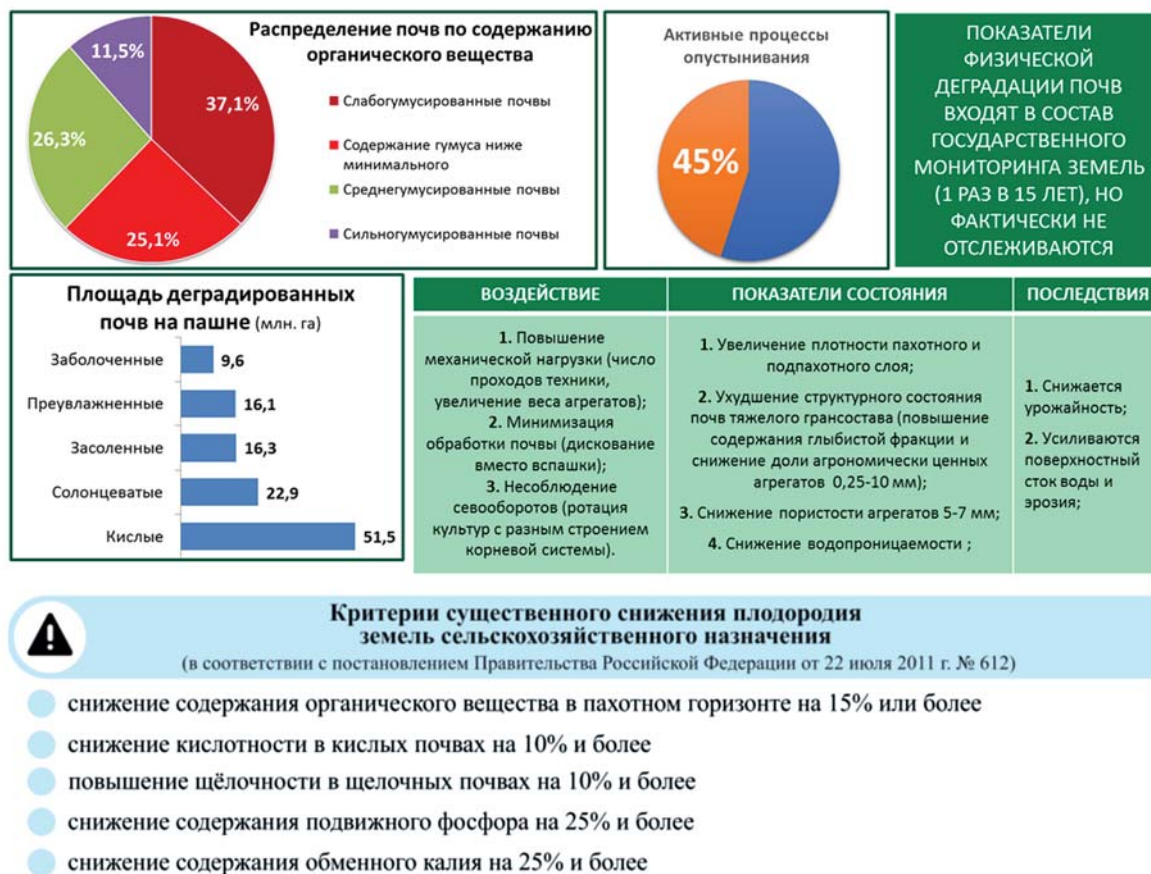 Распределение почв по содержанию
органического вещества
11,5%
37,1%
26,3%
25,1%
Слабогумусированные почвы
Содержание гумуса ниже
минимального
Среднегумусированные почвы
Сильногумусированные почвы
Активные процессы
опустынивания
45%
ПОКАЗАТЕЛИ
ФИЗИЧЕСКОЙ
ДЕГРАДАЦИИ ПОЧВ
ВХОДЯТ В СОСТАВ
ГОСУДАРСТВЕННОГО
МОНИТОРИНГА ЗЕМЕЛЬ
(1 РАЗ В 15 ЛЕТ), НО
ФАКТИЧЕСКИ НЕ
ОТСЛЕЖИВАЮТСЯ
Площадь деградированных
почв на пашне (млн. га)
Заболоченные 9,6
Преувлажненные 16,1
Засоленные 16,3
Солонцеватые 22,9
Кислые 51,5
ВОЗДЕЙСТВИЕ
1. Повышение
механической нагрузки (число
проходов техники,
увеличение веса агрегатов);
2. Минимизация
обработки почвы (дискование
вместо вспашки);
3. Несоблюдение
севооборотов (ротация
культур с разным строением
корневой системы).
ПОКАЗАТЕЛИ СОСТОЯНИЯ
1. Увеличение плотности пахотного и
подпахотного слоя;
2. Ухудшение структурного состояния
почв тяжелого грансостава (повышение
содержания глыбистой фракции и
снижение доли агрономически ценных
агрегатов 0,25-10 мм);
3. Снижение пористости агрегатов 5-7 мм;
4. Снижение водопроницаемости ;
ПОСЛЕДСТВИЯ
1. Снижается
урожайность;
2. Усиливаются
поверхностный
сток воды и
эрозия;
Критерии существенного снижения плодородия
земель сельскохозяйственного назначения
(в соответствии с постановлением Правительства Российской Федерации от 22 июля 2011 г. № 612)
снижение содержания органического вещества в пахотном горизонте на 15% или более
снижение кислотности в кислых почвах на 10% и более
повышение щёлочности в щелочных почвах на 10% и более
снижение содержания подвижного фосфора на 25% и более
снижение содержания обменного калия на 25% и более